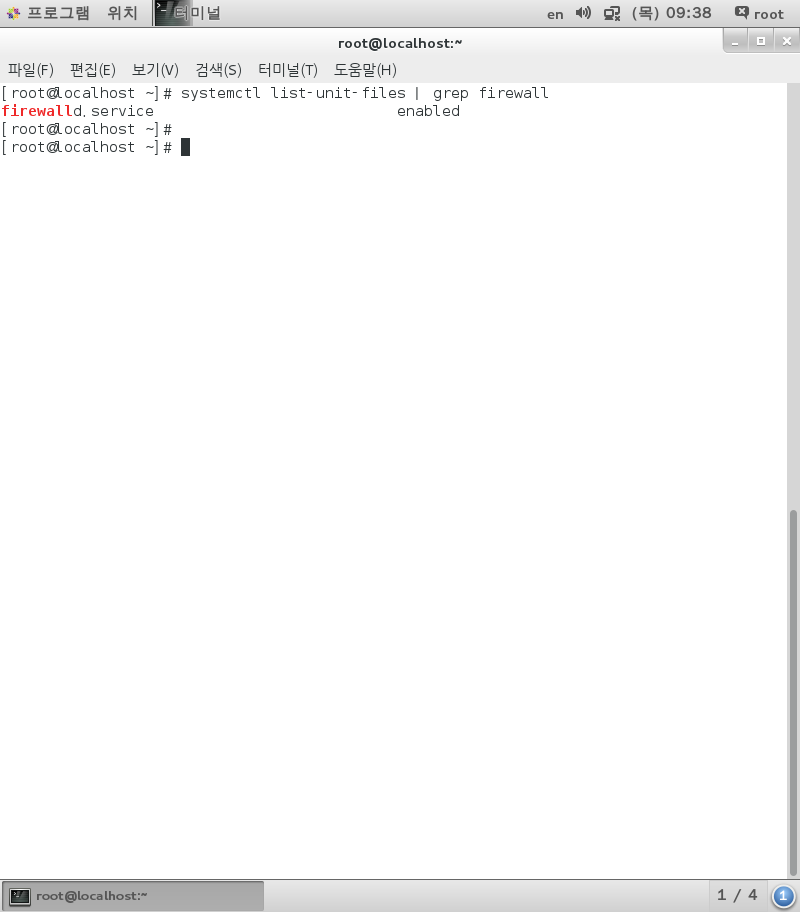 프로그램 위치 터미널 en (목) 09:38 root
root@localhost:~
파일(F) 편집(E) 보기(V) 검색(S) 터미널(T) 도움말(H)
[root@localhost ~]# systemctl list-unit-files | grep firewall
firewalld.service enabled
[root@localhost ~]#
[root@localhost ~]#
root@localhost:~ 1 / 4 1